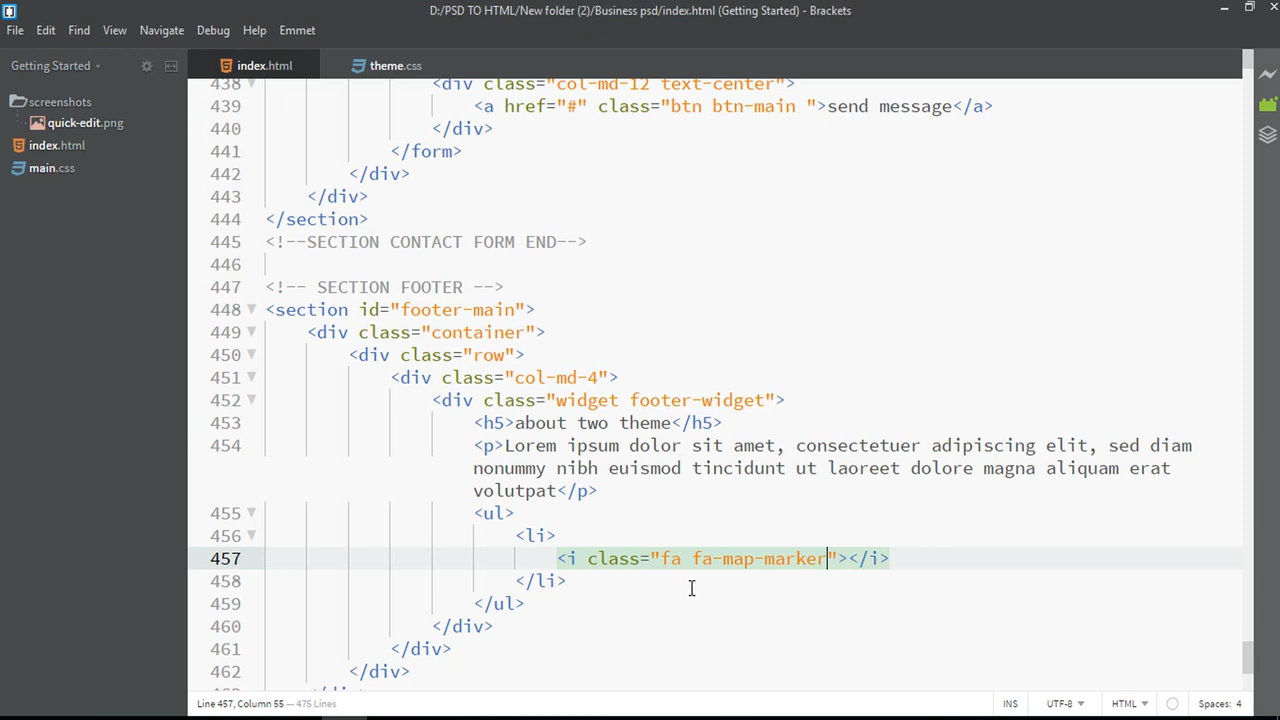 D:/PSD TO HTML/New folder (2)/Business psd/index.html (Getting Started) - Brackets
File Edit Find View Navigate Debug Help Emmet
Getting Started
index.html
theme.css
screenshots
quick-edit.png
index.html
main.css
438 <div class="col-md-12 text-center">
439 <a href="#" class="btn btn-main ">send message</a>
440 </div>
441 </form>
442 </div>
443 </div>
444 </section>
445 <!--SECTION CONTACT FORM END-->
446
447 <!-- SECTION FOOTER -->
448 <section id="footer-main">
449 <div class="container">
450 <div class="row">
451 <div class="col-md-4">
452 <div class="widget footer-widget">
453 <h5>about two theme</h5>
454 <p>Lorem ipsum dolor sit amet, consectetuer adipiscing elit, sed diam
nonummy nibh euismod tincidunt ut laoreet dolore magna aliquam erat
volutpat</p>
455 <ul>
456 <li>
457 <i class="fa fa-map-marker"></i>
458 </li>
459 </ul>
460 </div>
461 </div>
462 </div>
Line 457, Column 55 — 475 Lines
INS UTF-8 HTML Spaces: 4